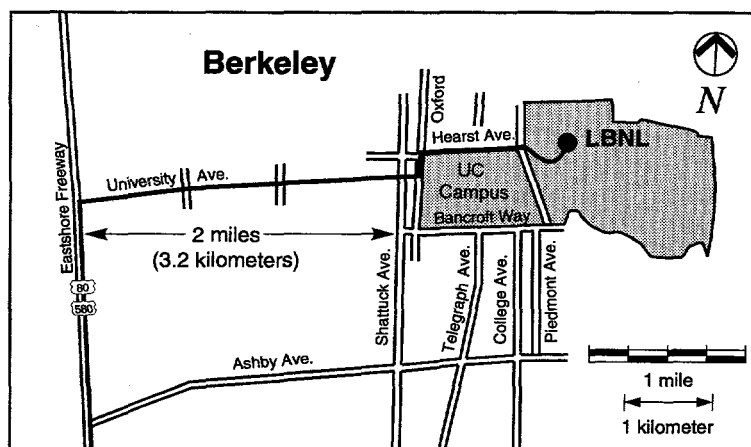 Berkeley
N
Oxford
Hearst Ave.
LBNL
University Ave.
UC
Campus
Bancroft Way
Eastshore Freeway
2 miles
(3.2 kilometers)
80
580
Shattuck Ave.
Telegraph Ave.
College Ave.
Piedmont Ave.
Ashby Ave.
1 mile
1 kilometer